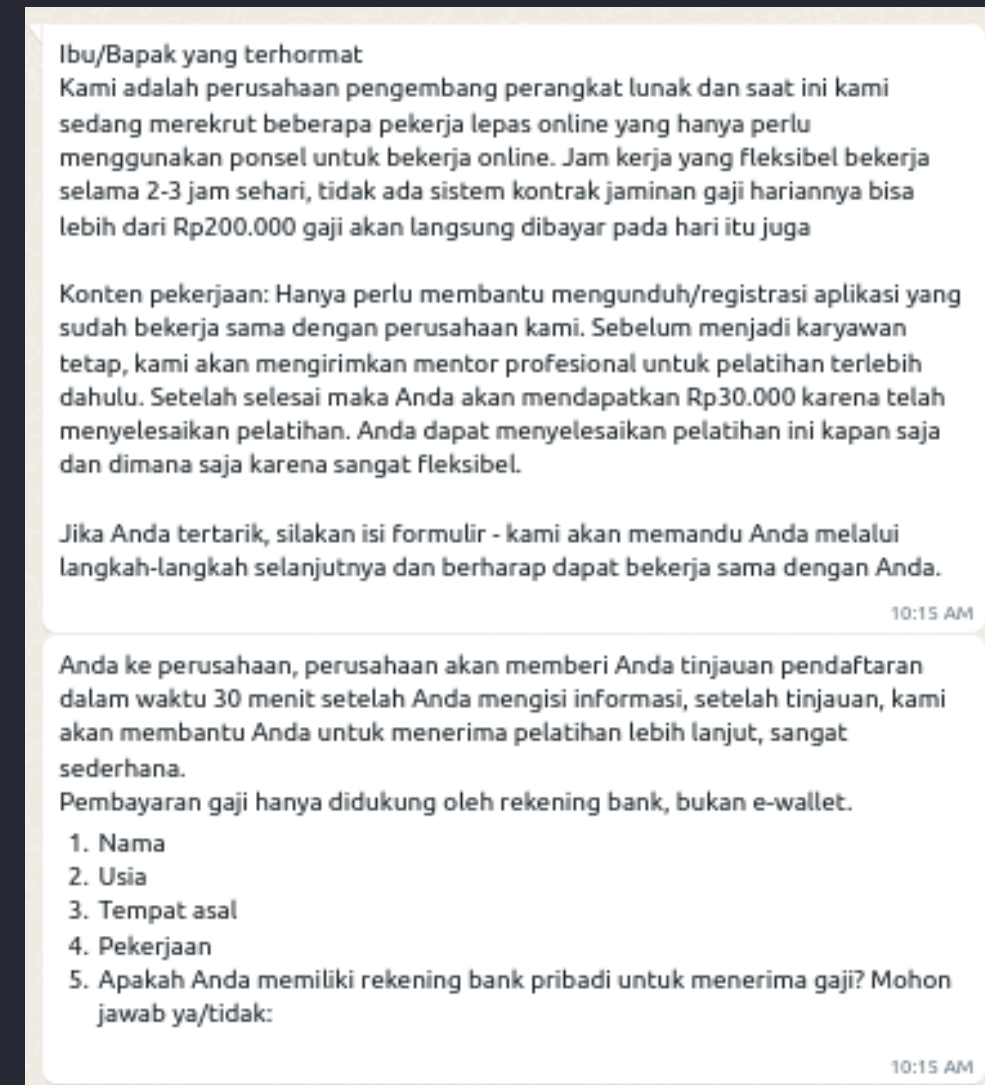 Ibu/Bapak yang terhormat
Kami adalah perusahaan pengembang perangkat lunak dan saat ini kami
sedang merekrut beberapa pekerja lepas online yang hanya perlu
menggunakan ponsel untuk bekerja online. Jam kerja yang fleksibel bekerja
selama 2-3 jam sehari, tidak ada sistem kontrak jaminan gaji hariannya bisa
lebih dari Rp200.000 gaji akan langsung dibayar pada hari itu juga
Konten pekerjaan: Hanya perlu membantu mengunduh/registrasi aplikasi yang
sudah bekerja sama dengan perusahaan kami. Sebelum menjadi karyawan
tetap, kami akan mengirimkan mentor profesional untuk pelatihan terlebih
dahulu. Setelah selesai maka Anda akan mendapatkan Rp30.000 karena telah
menyelesaikan pelatihan. Anda dapat menyelesaikan pelatihan ini kapan saja
dan dimana saja karena sangat fleksibel.
Jika Anda tertarik, silakan isi formulir - kami akan memandu Anda melalui
langkah-langkah selanjutnya dan berharap dapat bekerja sama dengan Anda.
10:15 AM
Anda ke perusahaan, perusahaan akan memberi Anda tinjauan pendaftaran
dalam waktu 30 menit setelah Anda mengisi informasi, setelah tinjauan, kami
akan membantu Anda untuk menerima pelatihan lebih lanjut, sangat
sederhana.
Pembayaran gaji hanya didukung oleh rekening bank, bukan e-wallet.
1. Nama
2. Usia
3. Tempat asal
4. Pekerjaan
5. Apakah Anda memiliki rekening bank pribadi untuk menerima gaji? Mohon
jawab ya/tidak:
10:15 AM